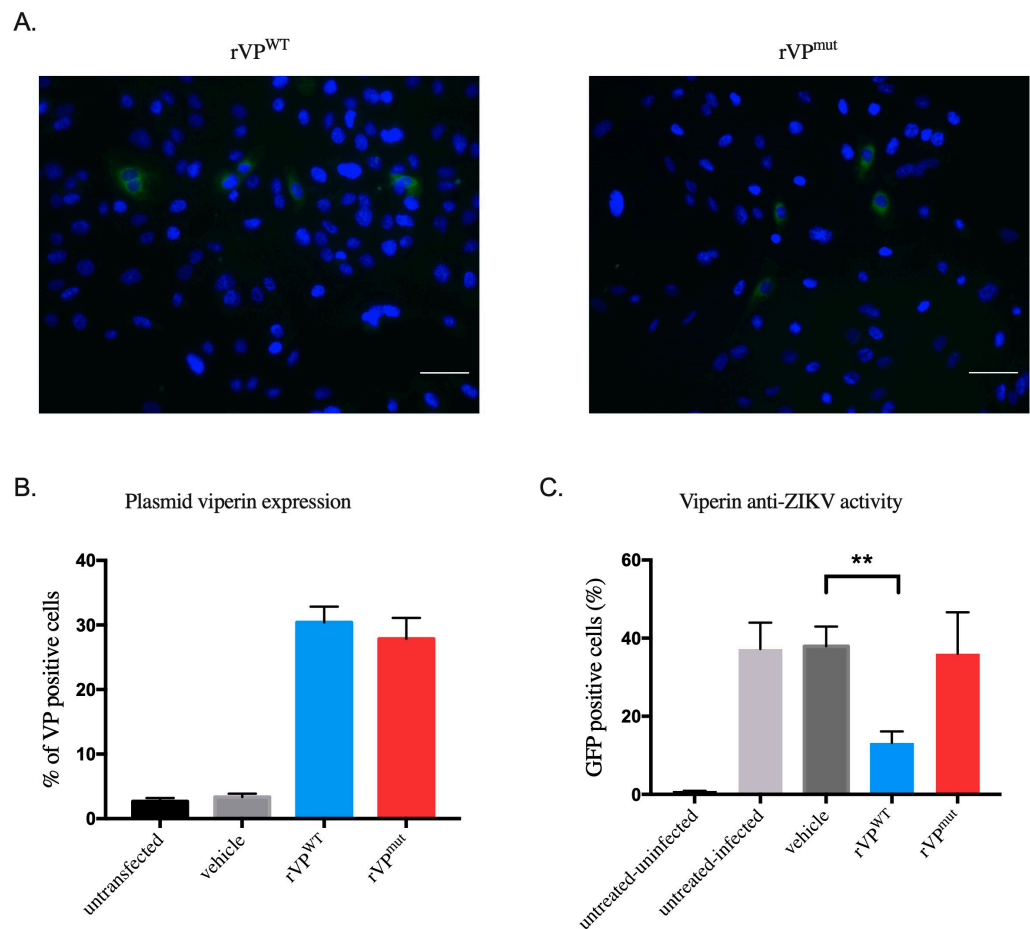 A.
rVP^WT rVP^mut
B. C.
Plasmid viperin expression
Viperin anti-ZIKV activity
% of VP positive cells
40
30
20
10
0
untransfected
vehicle
rVP^WT
rVP^mut
GFP positive cells (%)
60
40
20
0
**
untreated-uninfected
untreated-infected
vehicle
rVP^WT
rVP^mut